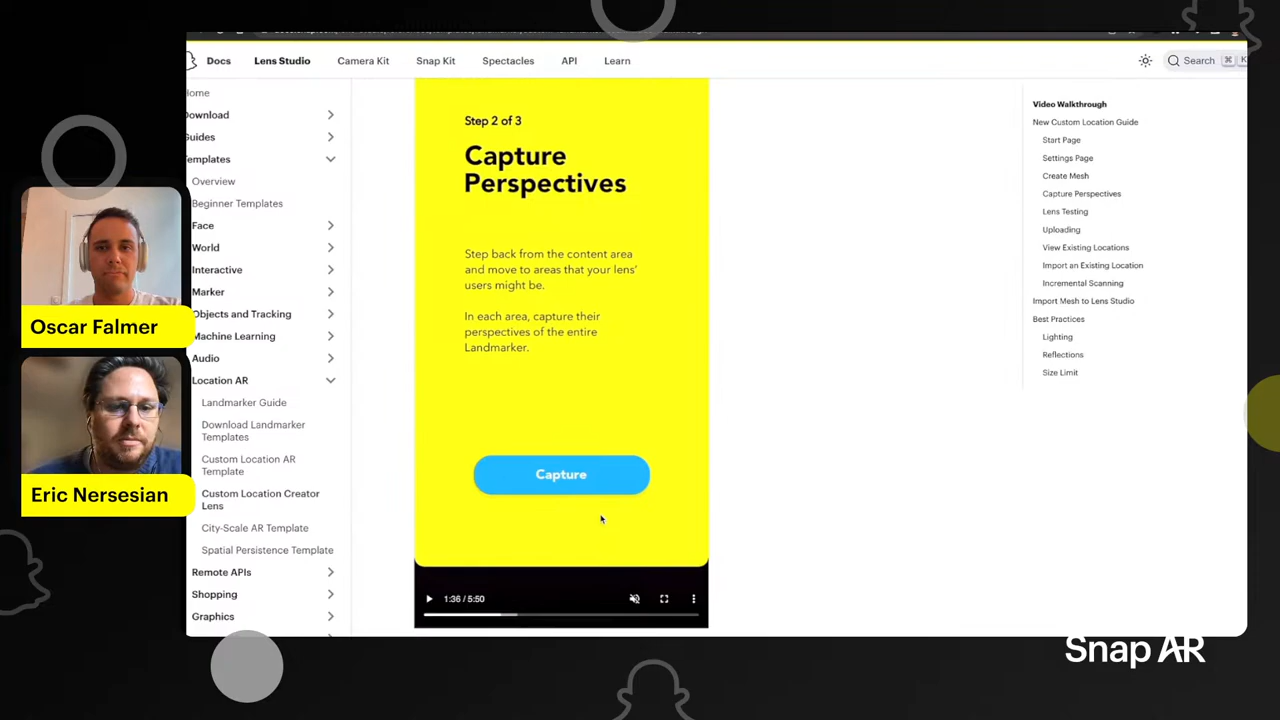 Docs
Lens Studio
Camera Kit
Snap Kit
Spectacles
API
Learn
Search
⌘
K
Home
Download
Guides
Templates
Overview
Beginner Templates
Face
World
Interactive
Marker
Objects and Tracking
Machine Learning
Audio
Location AR
Landmarker Guide
Download Landmarker
Templates
Custom Location AR
Template
Custom Location Creator
Lens
City-Scale AR Template
Spatial Persistence Template
Remote APIs
Shopping
Graphics
Step 2 of 3
Capture
Perspectives
Step back from the content area
and move to areas that your lens’
users might be.
In each area, capture their
perspectives of the entire
Landmarker.
Capture
1:36 / 5:50
Video Walkthrough
New Custom Location Guide
Start Page
Settings Page
Create Mesh
Capture Perspectives
Lens Testing
Uploading
View Existing Locations
Import an Existing Location
Incremental Scanning
Import Mesh to Lens Studio
Best Practices
Lighting
Reflections
Size Limit
Oscar Falmer
Eric Nersesian
Snap AR